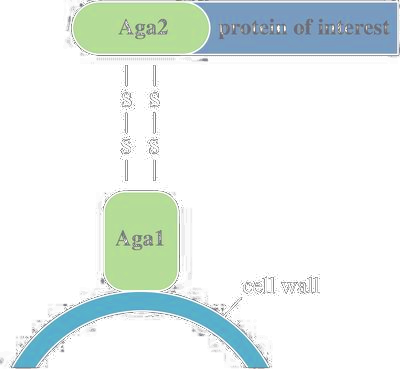 Aga2 protein of interest
S S
S S
Aga1
cell wall